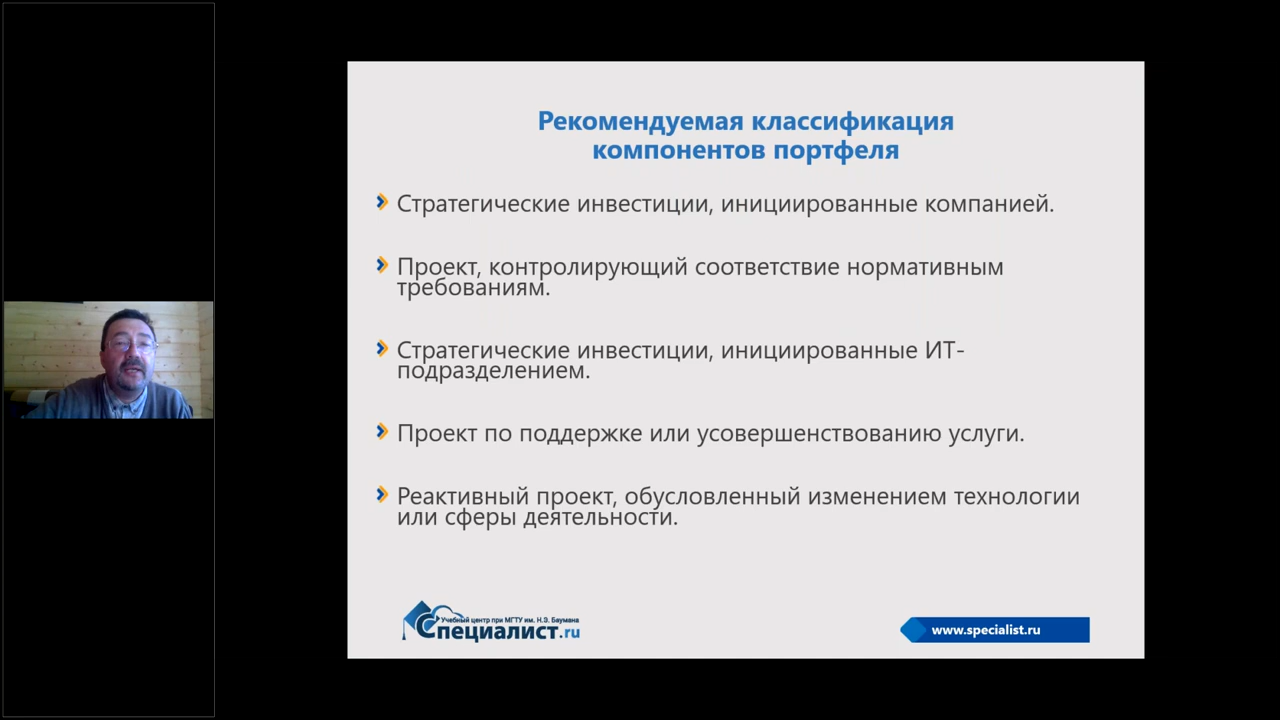 Рекомендуемая классификация
компонентов портфеля
Стратегические инвестиции, инициированные компанией.
Проект, контролирующий соответствие нормативным
требованиям.
Стратегические инвестиции, инициированные ИТ-
подразделением.
Проект по поддержке или усовершенствованию услуги.
Реактивный проект, обусловленный изменением технологии
или сферы деятельности.
Учебный центр при МГТУ им. Н.Э. Баумана
Специалист.ru
www.specialist.ru